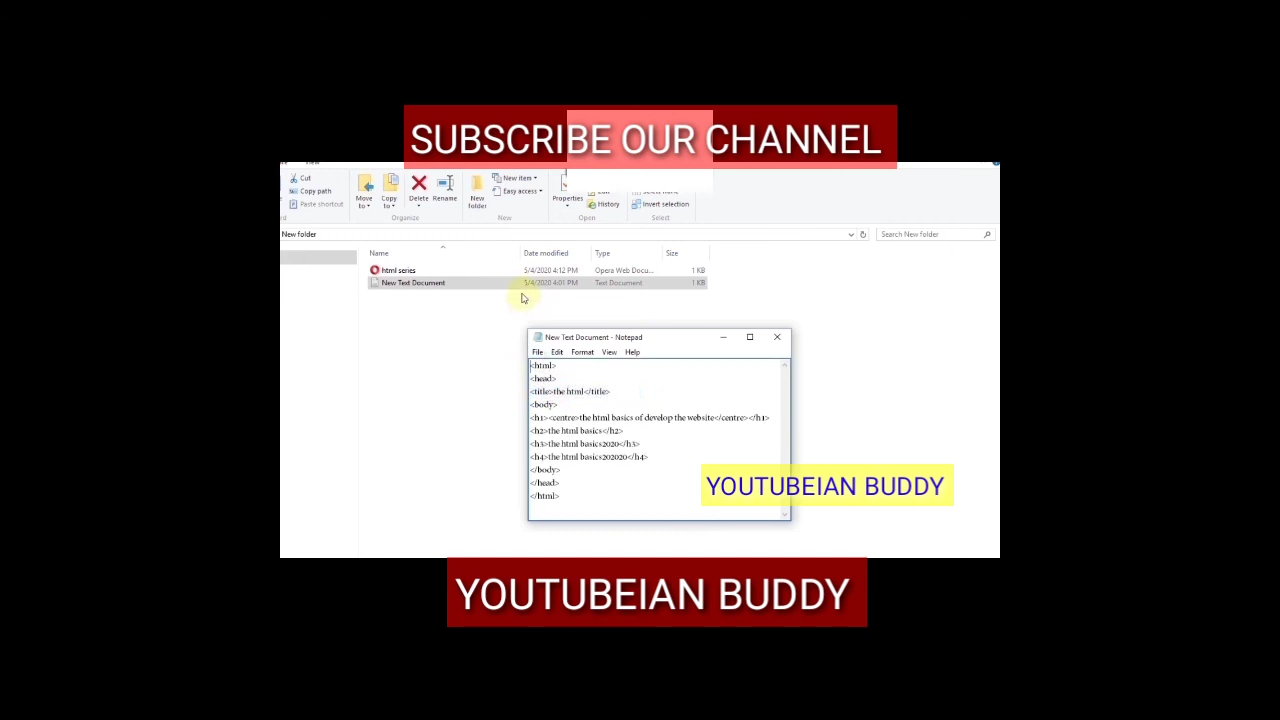 SUBSCRIBE OUR CHANNEL
Cut
Copy path
Paste shortcut
Move to
Copy to
Delete
Rename
Organize
New folder
New item
Easy access
New
Properties
History
Open
Invert selection
Select
New folder
Search New folder
Name Date modified Type Size
html series 5/4/2020 4:12 PM Opera Web Docu... 1 KB
New Text Document 5/4/2020 4:01 PM Text Document 1 KB
New Text Document - Notepad
File Edit Format View Help
<html>
<head>
<title>the html</title>
<body>
<h1><centre>the html basics of develop the website</centre></h1>
<h2>the html basics</h2>
<h3>the html basics2020</h3>
<h4>the html basics202020</h4>
</body>
</head>
</html>
YOUTUBEIAN BUDDY
YOUTUBEIAN BUDDY